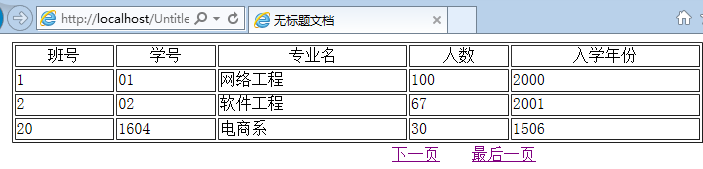 http://localhost/Untitle
无标题文档
班号 学号 专业名 人数 入学年份
1 01 网络工程 100 2000
2 02 软件工程 67 2001
20 1604 电商系 30 1506
下一页 最后一页